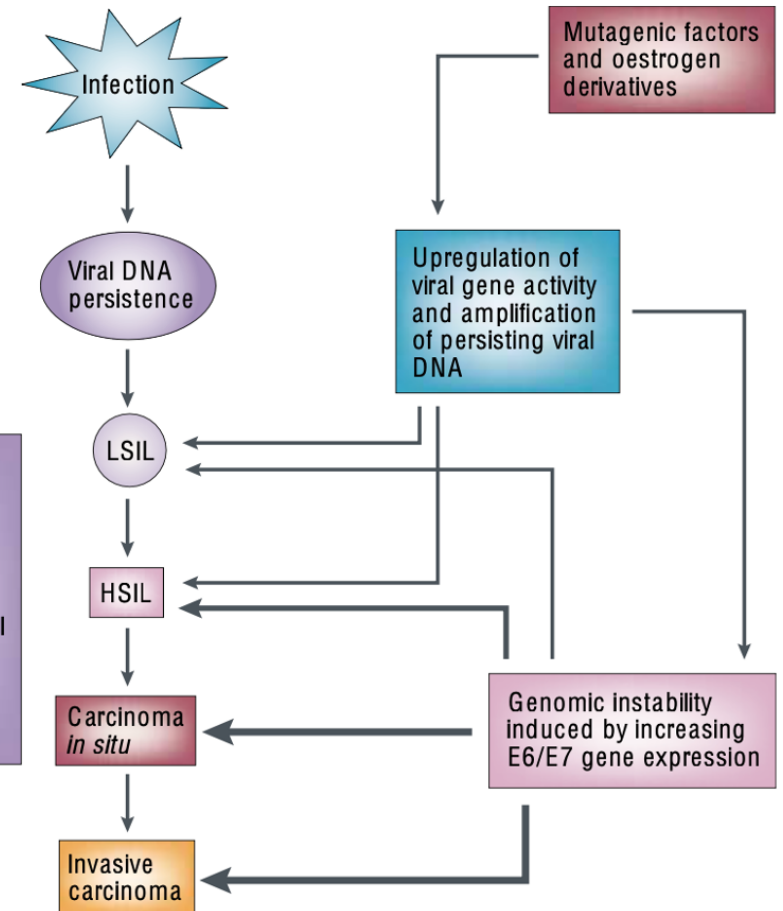 Infection
Mutagenic factors
and oestrogen
derivatives
Viral DNA
persistence
Upregulation of
viral gene activity
and amplification
of persisting viral
DNA
LSIL
HSIL
Carcinoma
in situ
Genomic instability
induced by increasing
E6/E7 gene expression
Invasive
carcinoma